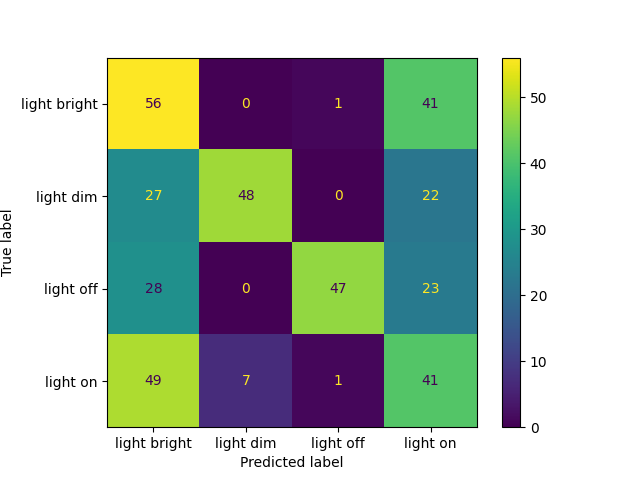 light bright 56 0 1 41
light dim 27 48 0 22
light off 28 0 47 23
light on 49 7 1 41
light bright light dim light off light on
Predicted label
True label
50
40
30
20
10
0